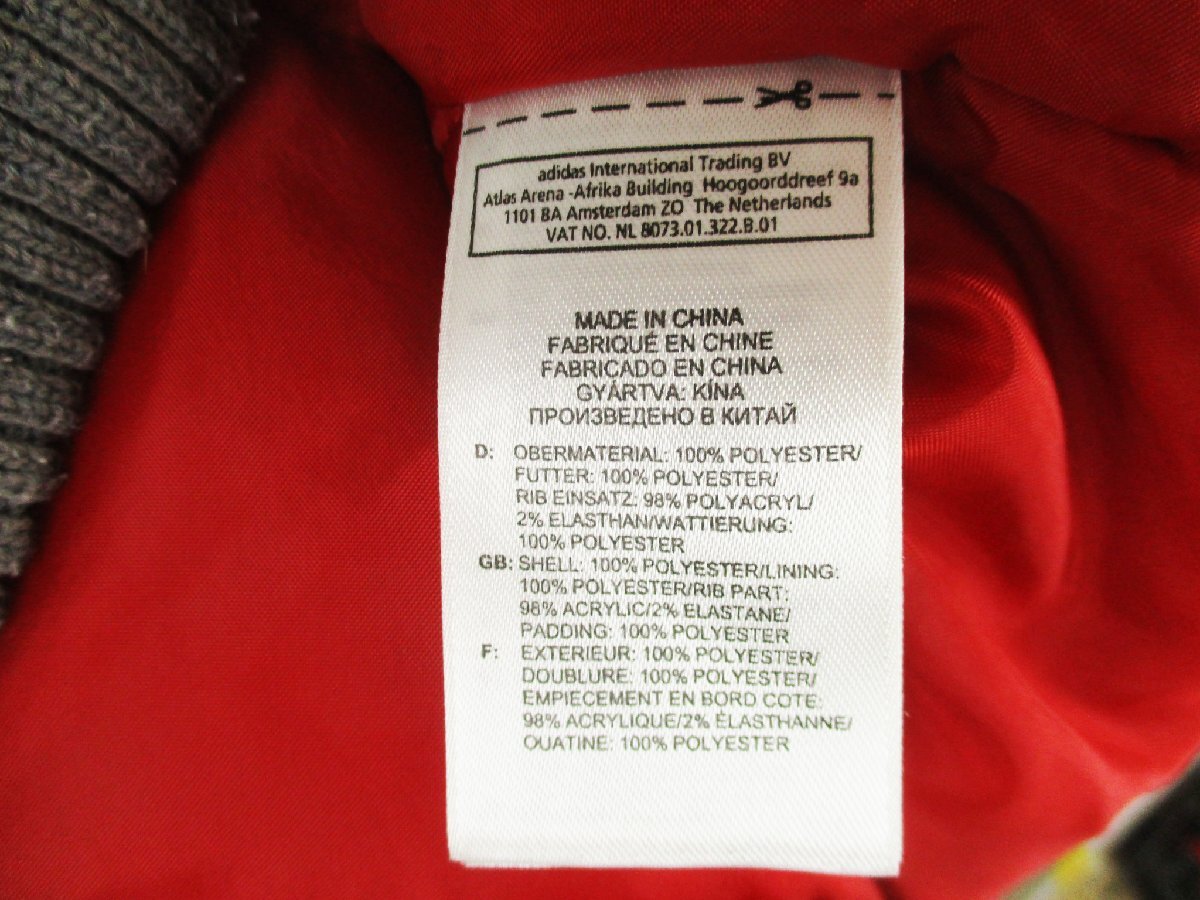 adidas International Trading BV
Atlas Arena -Afrika Building Hoogoorddreef 9a
1101 BA Amsterdam ZO The Netherlands
VAT NO. NL 8073.01.322.B.01
MADE IN CHINA
FABRIQUÉ EN CHINE
FABRICADO EN CHINA
GYÁRTVA: KÍNA
ПРОИЗВЕДЕНО В КИТАЙ
D: OBERMATERIAL: 100% POLYESTER/
FUTTER: 100% POLYESTER/
RIB EINSATZ: 98% POLYACRYL/
2% ELASTHAN/WATTIERUNG:
100% POLYESTER
GB: SHELL: 100% POLYESTER/LINING:
100% POLYESTER/RIB PART:
98% ACRYLIC/2% ELASTANE/
PADDING: 100% POLYESTER
F: EXTERIEUR: 100% POLYESTER/
DOUBLURE: 100% POLYESTER/
EMPIECEMENT EN BORD COTE:
98% ACRYLIQUE/2% ÉLASTHANNE/
OUATINE: 100% POLYESTER